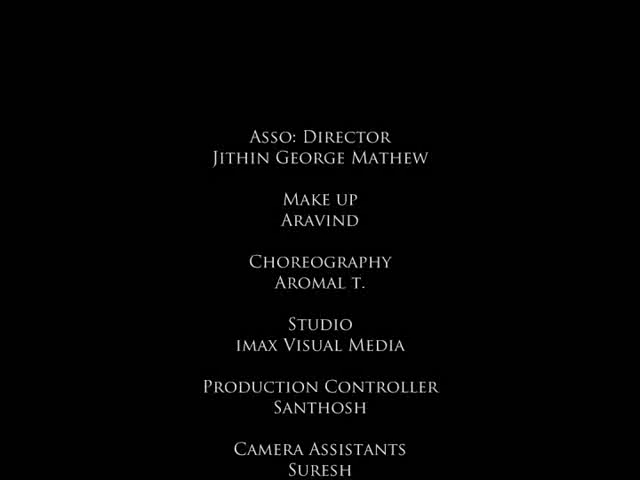 Asso: Director
Jithin George Mathew
Make up
Aravind
Choreography
Aromal t.
Studio
imax Visual Media
Production Controller
Santhosh
Camera Assistants
Suresh